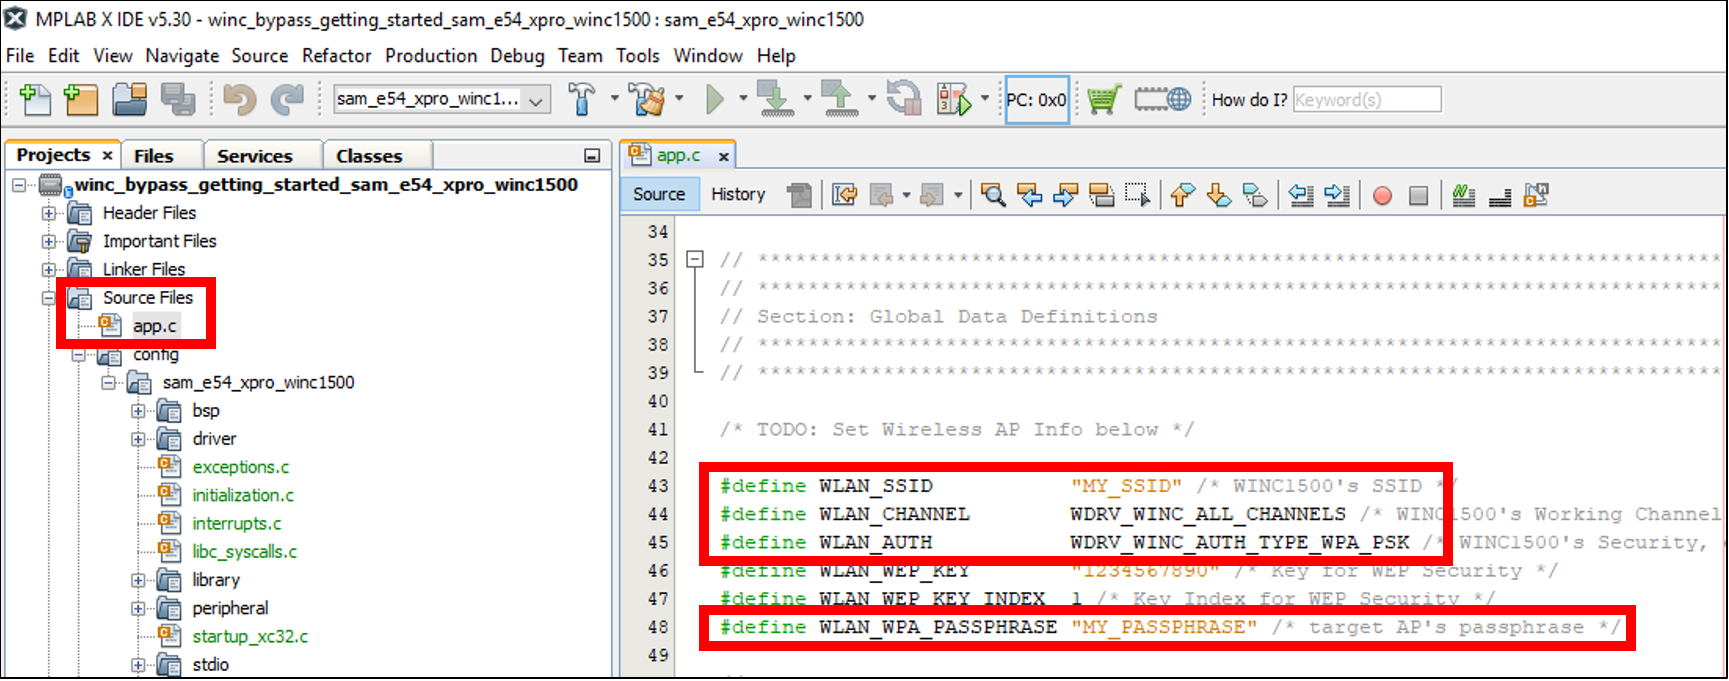 MPLAB X IDE v5.30 - winc_bypass_getting_started_sam_e54_xpro_winc1500 : sam_e54_xpro_winc1500
File Edit View Navigate Source Refactor Production Debug Team Tools Window Help
sam_e54_xpro_winc1... PC: 0x0 How do I? Keyword(s)
Projects Files Services Classes
winc_bypass_getting_started_sam_e54_xpro_winc1500
Header Files
Important Files
Linker Files
Source Files
app.c
config
sam_e54_xpro_winc1500
bsp
driver
exceptions.c
initialization.c
interrupts.c
libc_syscalls.c
library
peripheral
startup_xc32.c
stdio
app.c
Source History
34
35 // *****************************************************************************
36 // *****************************************************************************
37 // Section: Global Data Definitions
38 // *****************************************************************************
39 // *****************************************************************************
40
41 /* TODO: Set Wireless AP Info below */
42
43 #define WLAN_SSID "MY_SSID" /* WINC1500's SSID */
44 #define WLAN_CHANNEL WDRV_WINC_ALL_CHANNELS /* WINC1500's Working Channel
45 #define WLAN_AUTH WDRV_WINC_AUTH_TYPE_WPA_PSK /* WINC1500's Security,
46 #define WLAN_WEP_KEY "1234567890" /* Key for WEP Security */
47 #define WLAN_WEP_KEY_INDEX 1 /* Key Index for WEP Security */
48 #define WLAN_WPA_PASSPHRASE "MY_PASSPHRASE" /* target AP's passphrase */
49